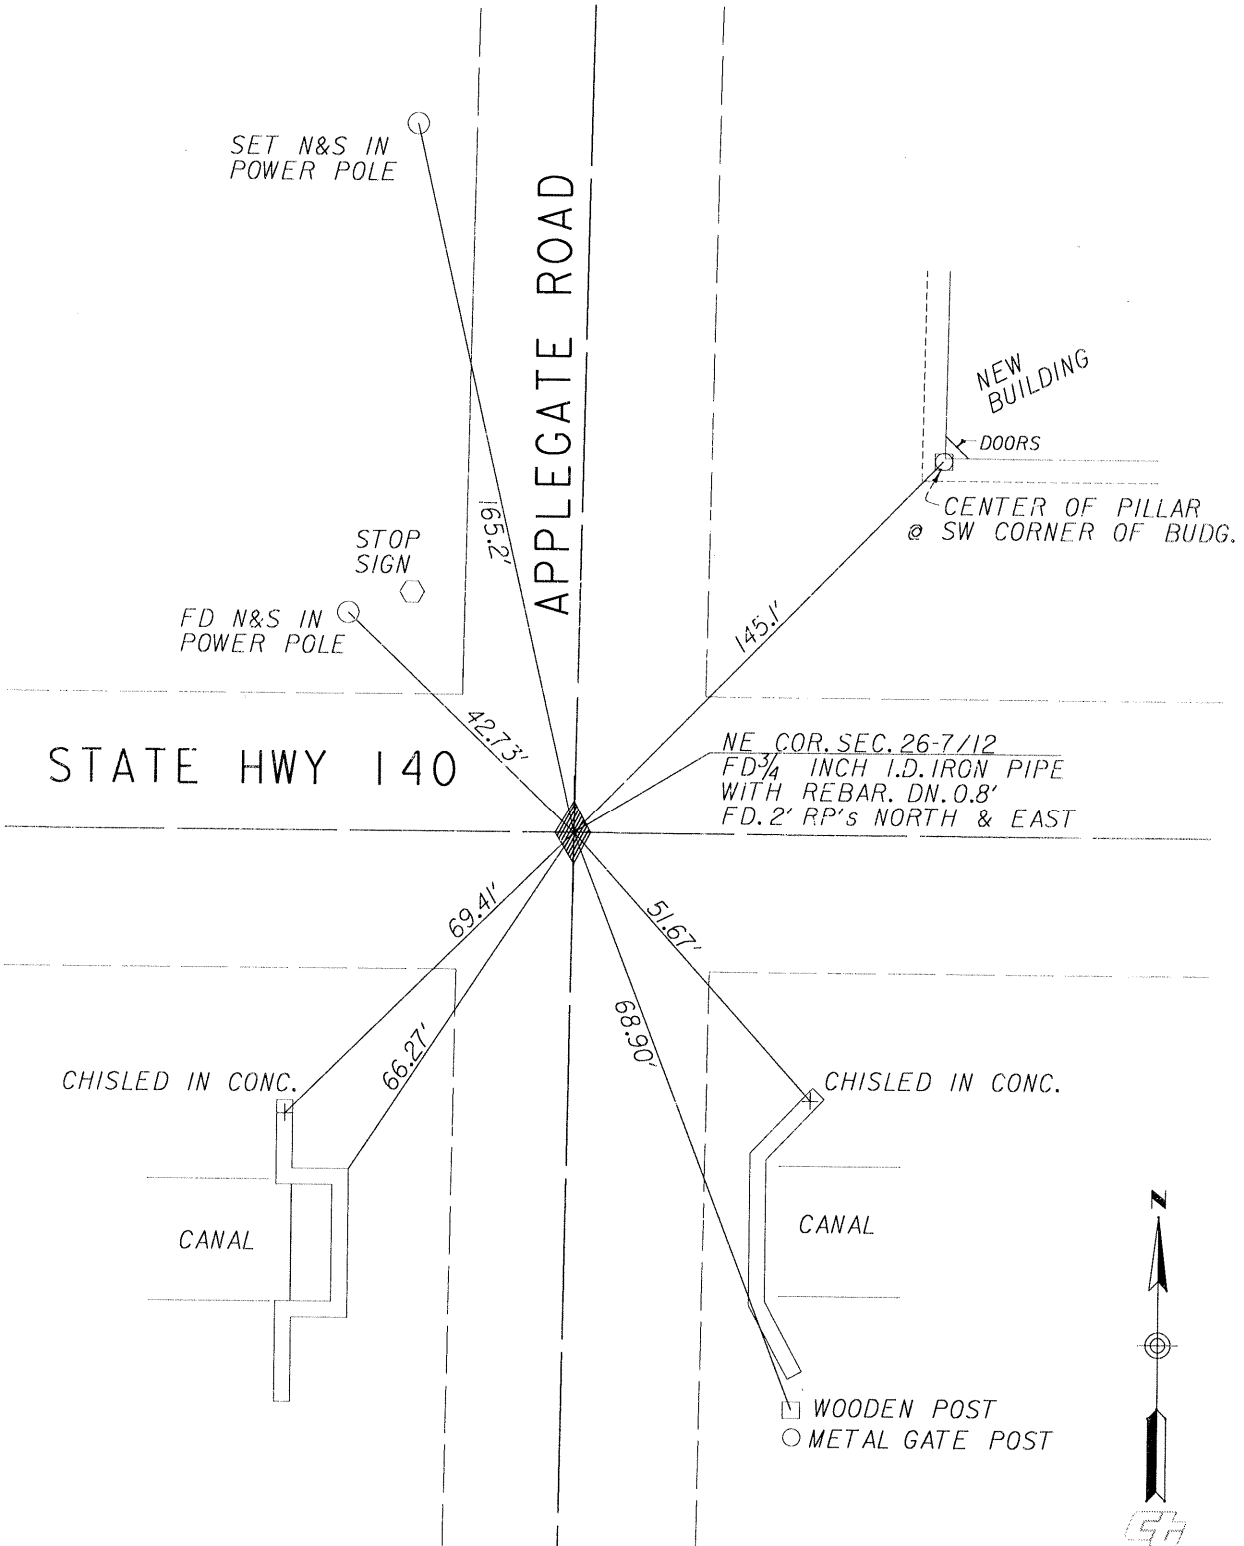 SET N&S IN
POWER POLE
APPLEGATE ROAD
165.2'
NEW
BUILDING
DOORS
CENTER OF PILLAR
@ SW CORNER OF BUDG.
STOP
SIGN
FD N&S IN
POWER POLE
145.1'
42.73'
STATE HWY 140
NE COR. SEC. 26-7/12
FD 3/4 INCH I.D. IRON PIPE
WITH REBAR. DN. 0.8'
FD. 2' RP's NORTH & EAST
69.41'
51.67'
66.27'
68.90'
CHISLED IN CONC.
CHISLED IN CONC.
CANAL
CANAL
N
WOODEN POST
METAL GATE POST